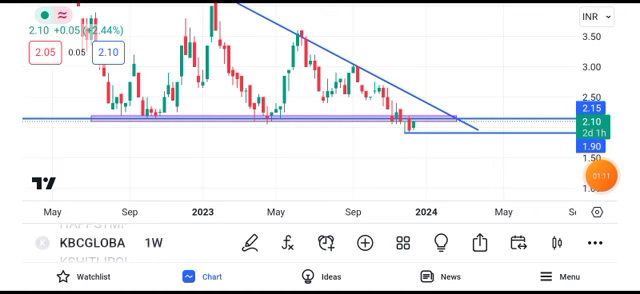 INR
2.10 +0.05 (+2.44%)
2.05 0.05 2.10
3.50
3.00
2.50
2.15
2.10
2d 1h
1.90
1.50
01:11
May Sep 2023 May Sep 2024 May
KBCGLOBA 1W
Watchlist Chart Ideas News Menu